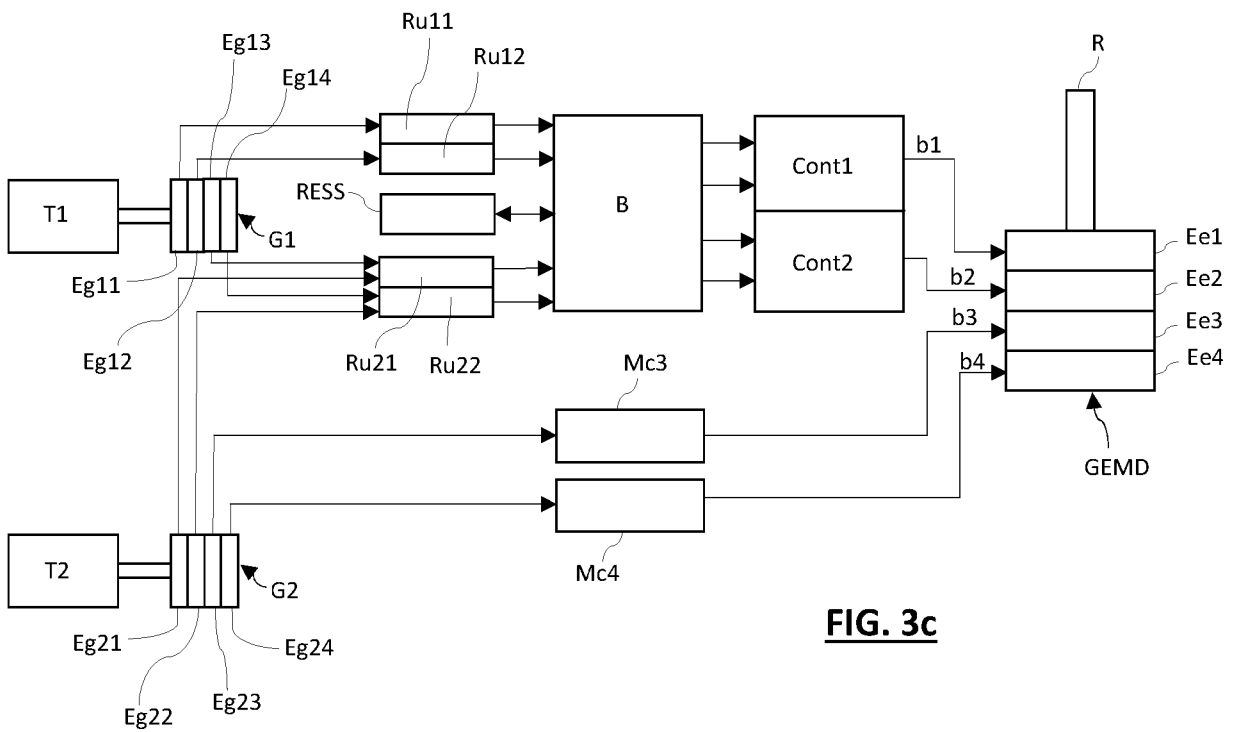 Ru11
Eg13
Ru12
Eg14
R
T1
RESS
B
Cont1
b1
G1
Ee1
Cont2
Ee2
b2
Eg11
b3
Ee3
Eg12
Ru21
Ru22
Mc3
b4
Ee4
GEMD
T2
G2
Mc4
Eg21
Eg24
Eg22
Eg23
FIG. 3c